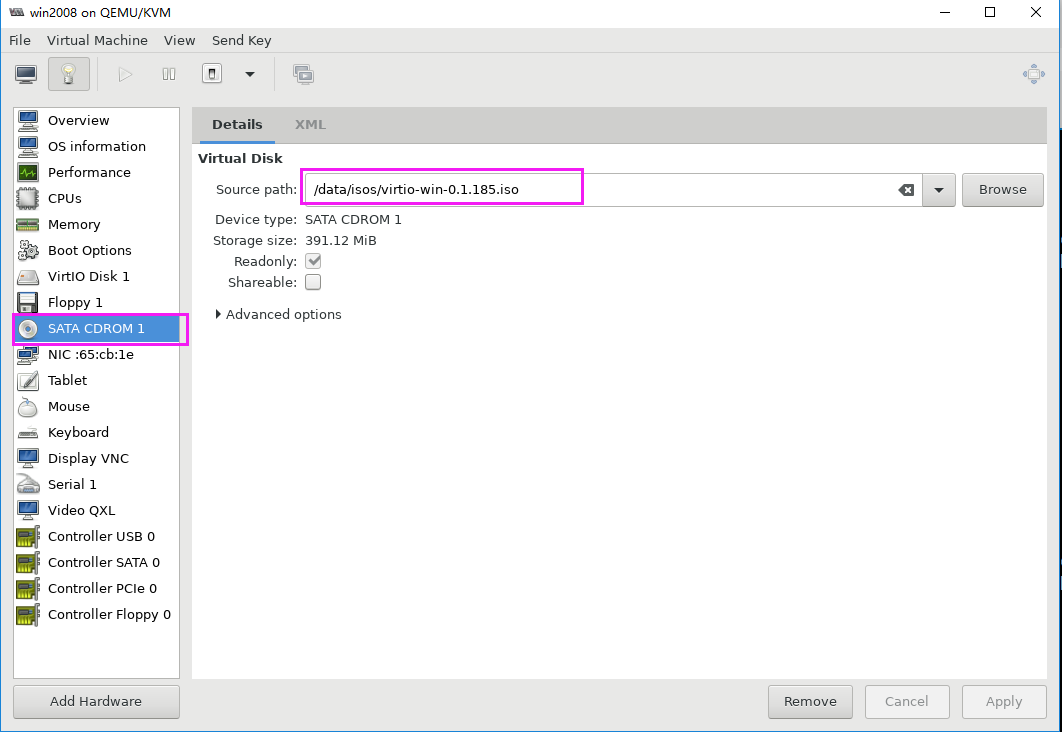 win2008 on QEMU/KVM
File Virtual Machine View Send Key
Overview
OS information
Performance
CPUs
Memory
Boot Options
VirtIO Disk 1
Floppy 1
SATA CDROM 1
NIC :65:cb:1e
Tablet
Mouse
Keyboard
Display VNC
Serial 1
Video QXL
Controller USB 0
Controller SATA 0
Controller PCIe 0
Controller Floppy 0
Add Hardware
Details XML
Virtual Disk
Source path: /data/isos/virtio-win-0.1.185.iso Browse
Device type: SATA CDROM 1
Storage size: 391.12 MiB
Readonly:
Shareable:
Advanced options
Remove Cancel Apply